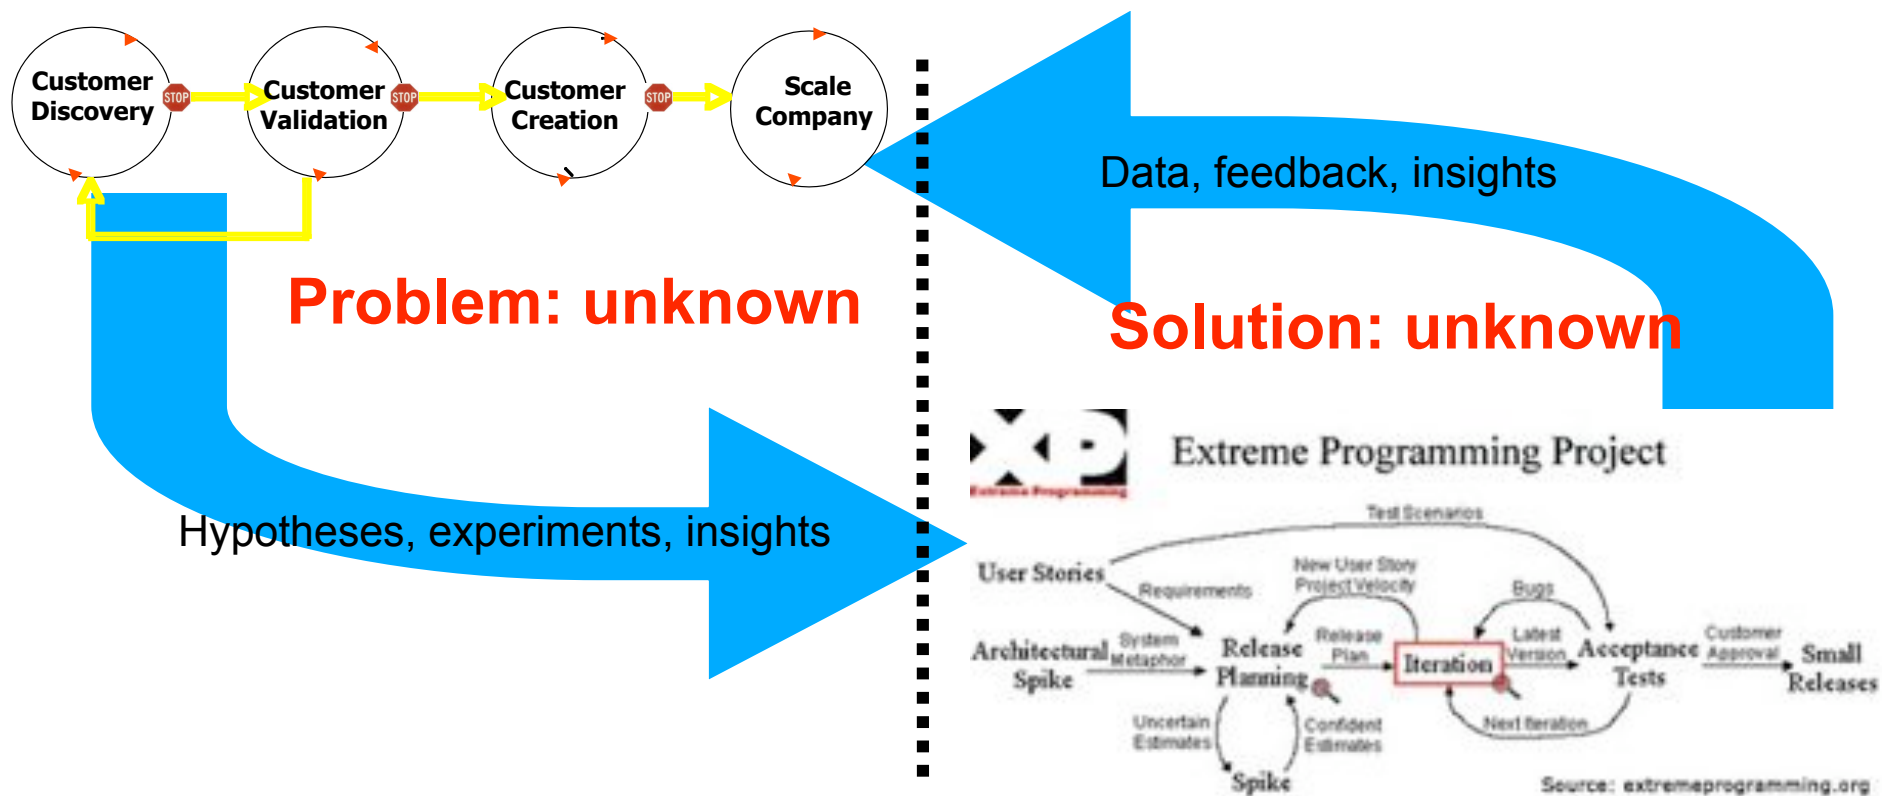 Customer
Discovery
STOP
Customer
Validation
STOP
Customer
Creation
STOP
Scale
Company
Data, feedback, insights
Problem: unknown
Solution: unknown
Hypotheses, experiments, insights
XP
Extreme Programming
Extreme Programming Project
Test Scenarios
User Stories
Requirements
New User Story
Project Velocity
Bugs
Architectural
Spike
System
Metaphor
Release
Planning
Release
Plan
Iteration
Latest
Version
Acceptance
Tests
Customer
Approval
Small
Releases
Uncertain
Estimates
Confident
Estimates
Next Iteration
Spike
Source: extremeprogramming.org